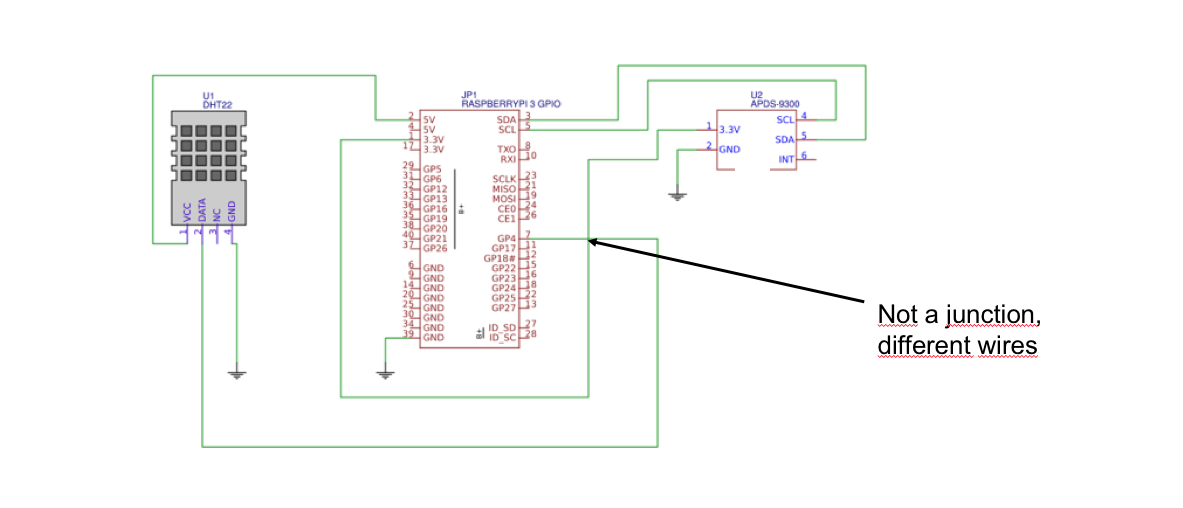 U1
DHT22
VCC
DATA
NC
GND
1
2
3
4
JP1
RASPBERRYPI 3 GPIO
2 5V SDA 3
4 5V SCL 5
1 3.3V
17 3.3V TXO 8
RXI 10
29 GP5
31 GP6 SCLK 23
32 GP12 MISO 21
33 GP13 MOSI 19
36 GP16 CE0 24
35 GP19 CE1 26
38 GP20
40 GP21 GP4 7
37 GP26 GP17 11
GP18# 12
6 GND GP22 15
9 GND GP23 16
14 GND GP24 18
20 GND GP25 22
25 GND GP27 13
30 GND
34 GND ID_SD 27
39 GND ID_SC 28
B+
B+
U2
APDS-9300
1 3.3V
2 GND
SCL 4
SDA 5
INT 6
Not a junction,
different wires